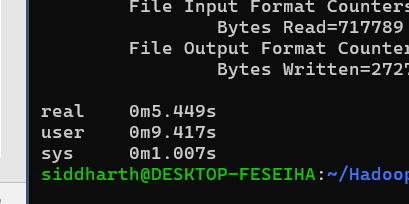 File Input Format Counters
Bytes Read=717789
File Output Format Counter
Bytes Written=2727
real 0m5.449s
user 0m9.417s
sys 0m1.007s
siddharth@DESKTOP-FESEIHA:~/Hadoop